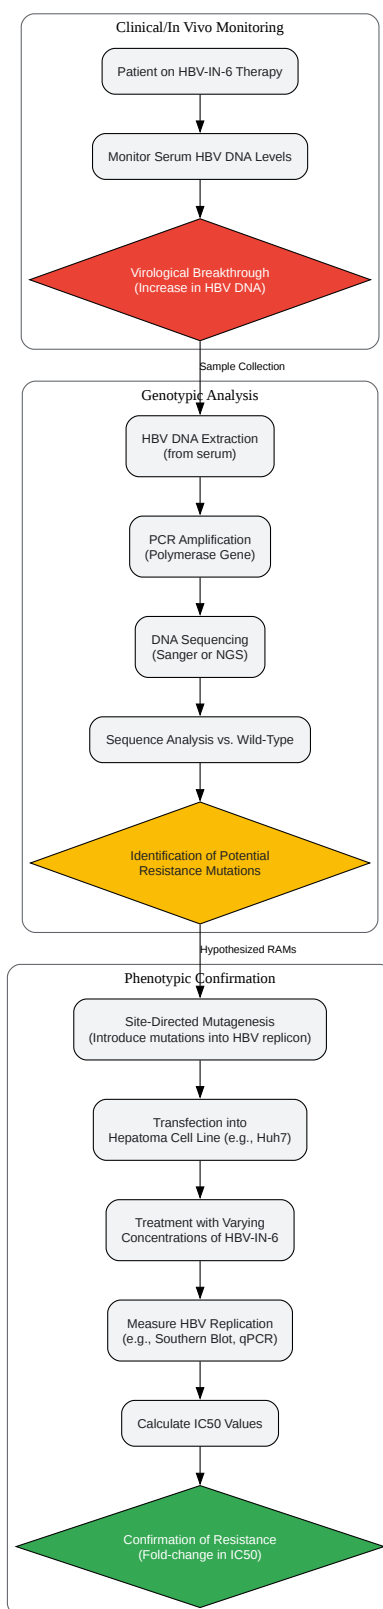 Clinical/In Vivo Monitoring
Patient on HBV-IN-6 Therapy
Monitor Serum HBV DNA Levels
Virological Breakthrough
(Increase in HBV DNA)
Sample Collection
Genotypic Analysis
HBV DNA Extraction
(from serum)
PCR Amplification
(Polymerase Gene)
DNA Sequencing
(Sanger or NGS)
Sequence Analysis vs. Wild-Type
Identification of Potential
Resistance Mutations
Hypothesized RAMs
Phenotypic Confirmation
Site-Directed Mutagenesis
(Introduce mutations into HBV replicon)
Transfection into
Hepatoma Cell Line (e.g., Huh7)
Treatment with Varying
Concentrations of HBV-IN-6
Measure HBV Replication
(e.g., Southern Blot, qPCR)
Calculate IC50 Values
Confirmation of Resistance
(Fold-change in IC50)